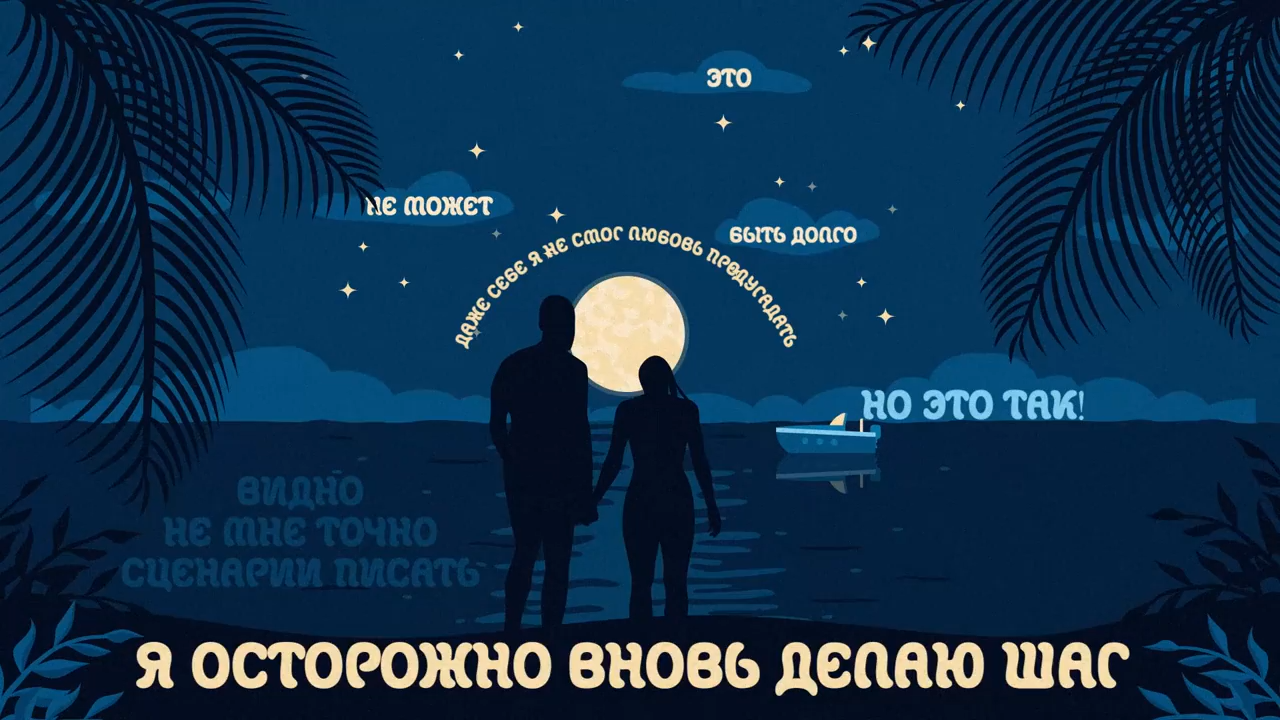 ЭТО
НЕ МОЖЕТ
БЫТЬ ДОЛГО
ДАЖЕ СЕБЕ Я НЕ СМОГ ЛЮБОВЬ ПРЕДУГАДАТЬ
НО ЭТО ТАК!
ВИДНО
НЕ МНЕ ТОЧНО
СЦЕНАРИИ ПИСАТЬ
Я ОСТОРОЖНО ВНОВЬ ДЕЛАЮ ШАГ